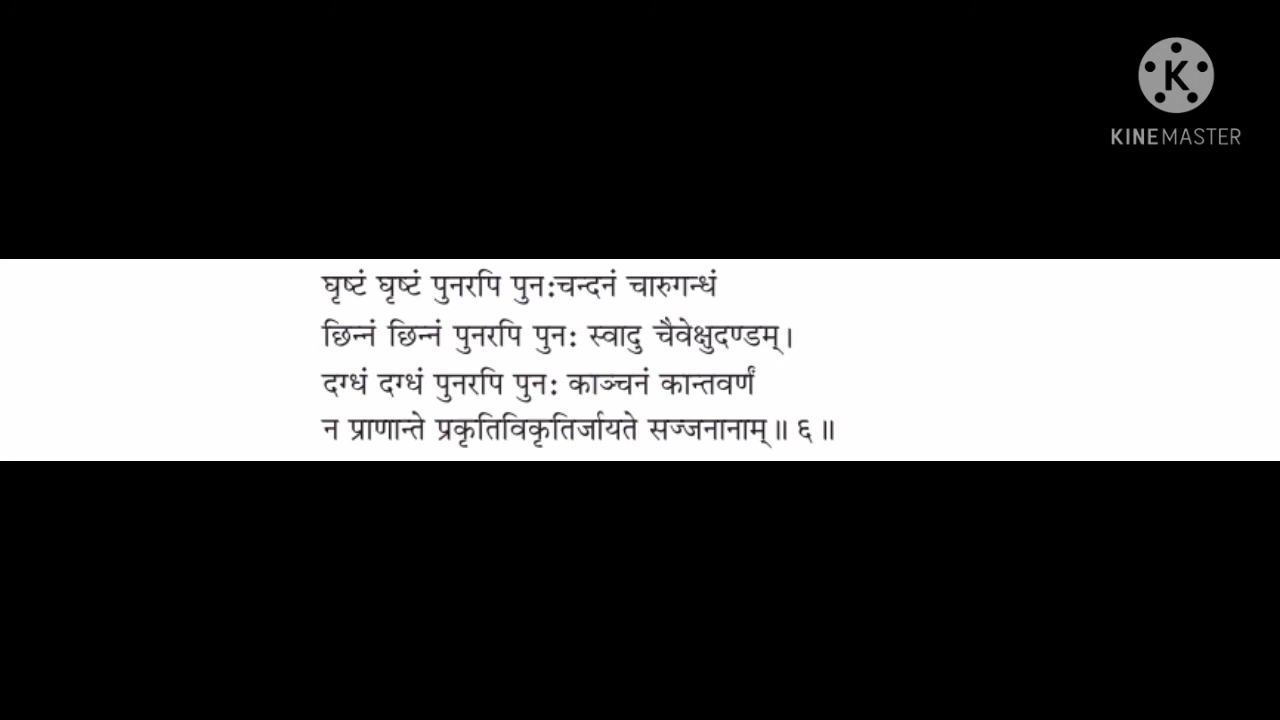 K
KINEMASTER
घृष्टं घृष्टं पुनरपि पुन:चन्दनं चारुगन्धं
छिन्नं छिन्नं पुनरपि पुन: स्वादु चैवेक्षुदण्डम्।
दग्धं दग्धं पुनरपि पुन: काञ्चनं कान्तवर्णं
न प्राणान्ते प्रकृतिविकृतिर्जायते सज्जनानाम्॥ ६॥